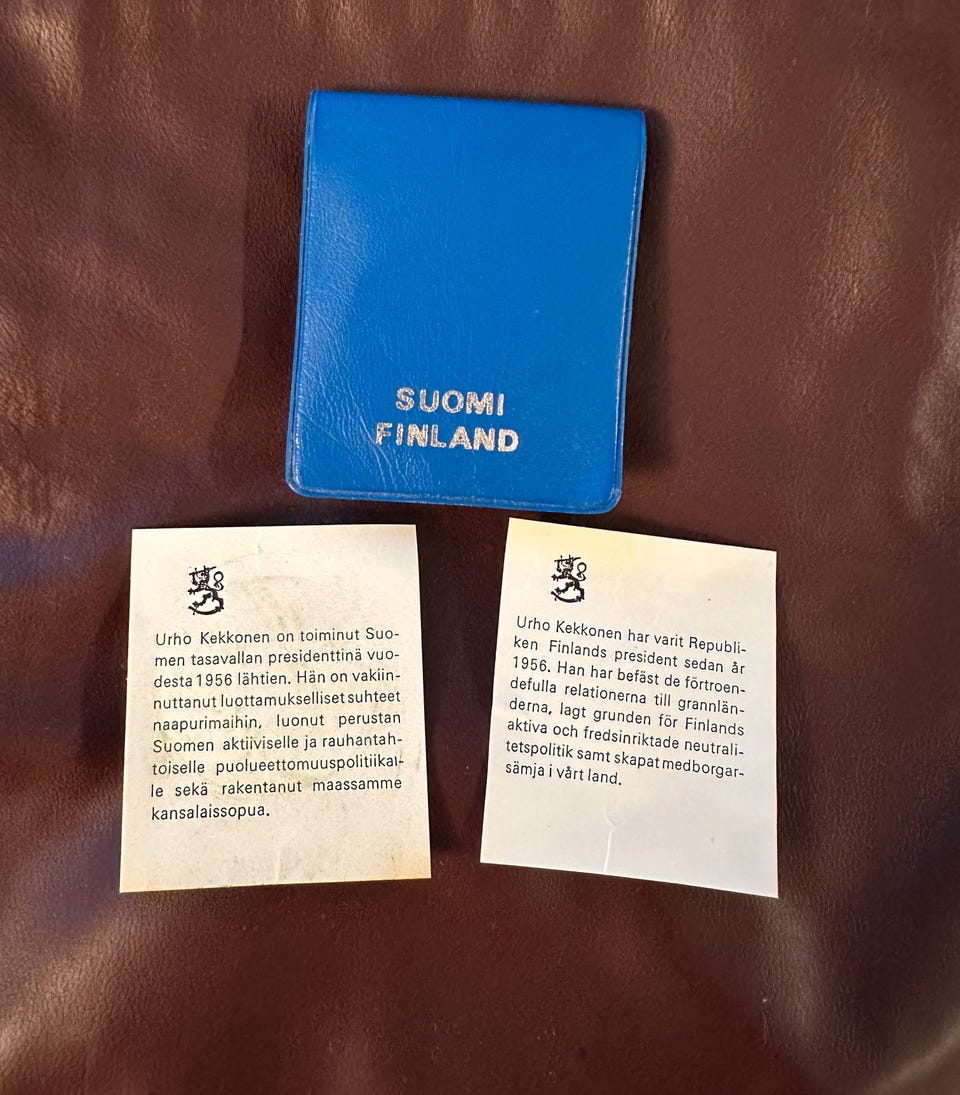 SUOMI
FINLAND
Urho Kekkonen on toiminut Suo-
men tasavallan presidenttinä vuo-
desta 1956 lähtien. Hän on vakiin-
nuttanut luottamukselliset suhteet
naapurimaihin, luonut perustan
Suomen aktiiviselle ja rauhantah-
toiselle puolueettomuuspolitiikal-
le sekä rakentanut maassamme
kansalaissopua.
Urho Kekkonen har varit Republi-
ken Finlands president sedan år
1956. Han har befäst de förtroen-
defulla relationerna till grannlän-
derna, lagt grunden för Finlands
aktiva och fredsinriktade neutrali-
tetspolitik samt skapat medborgar-
sämja i vårt land.